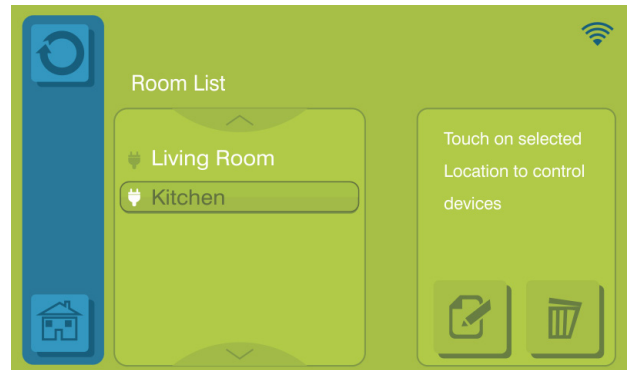 Room List
Living Room
Kitchen
Touch on selected
Location to control
devices